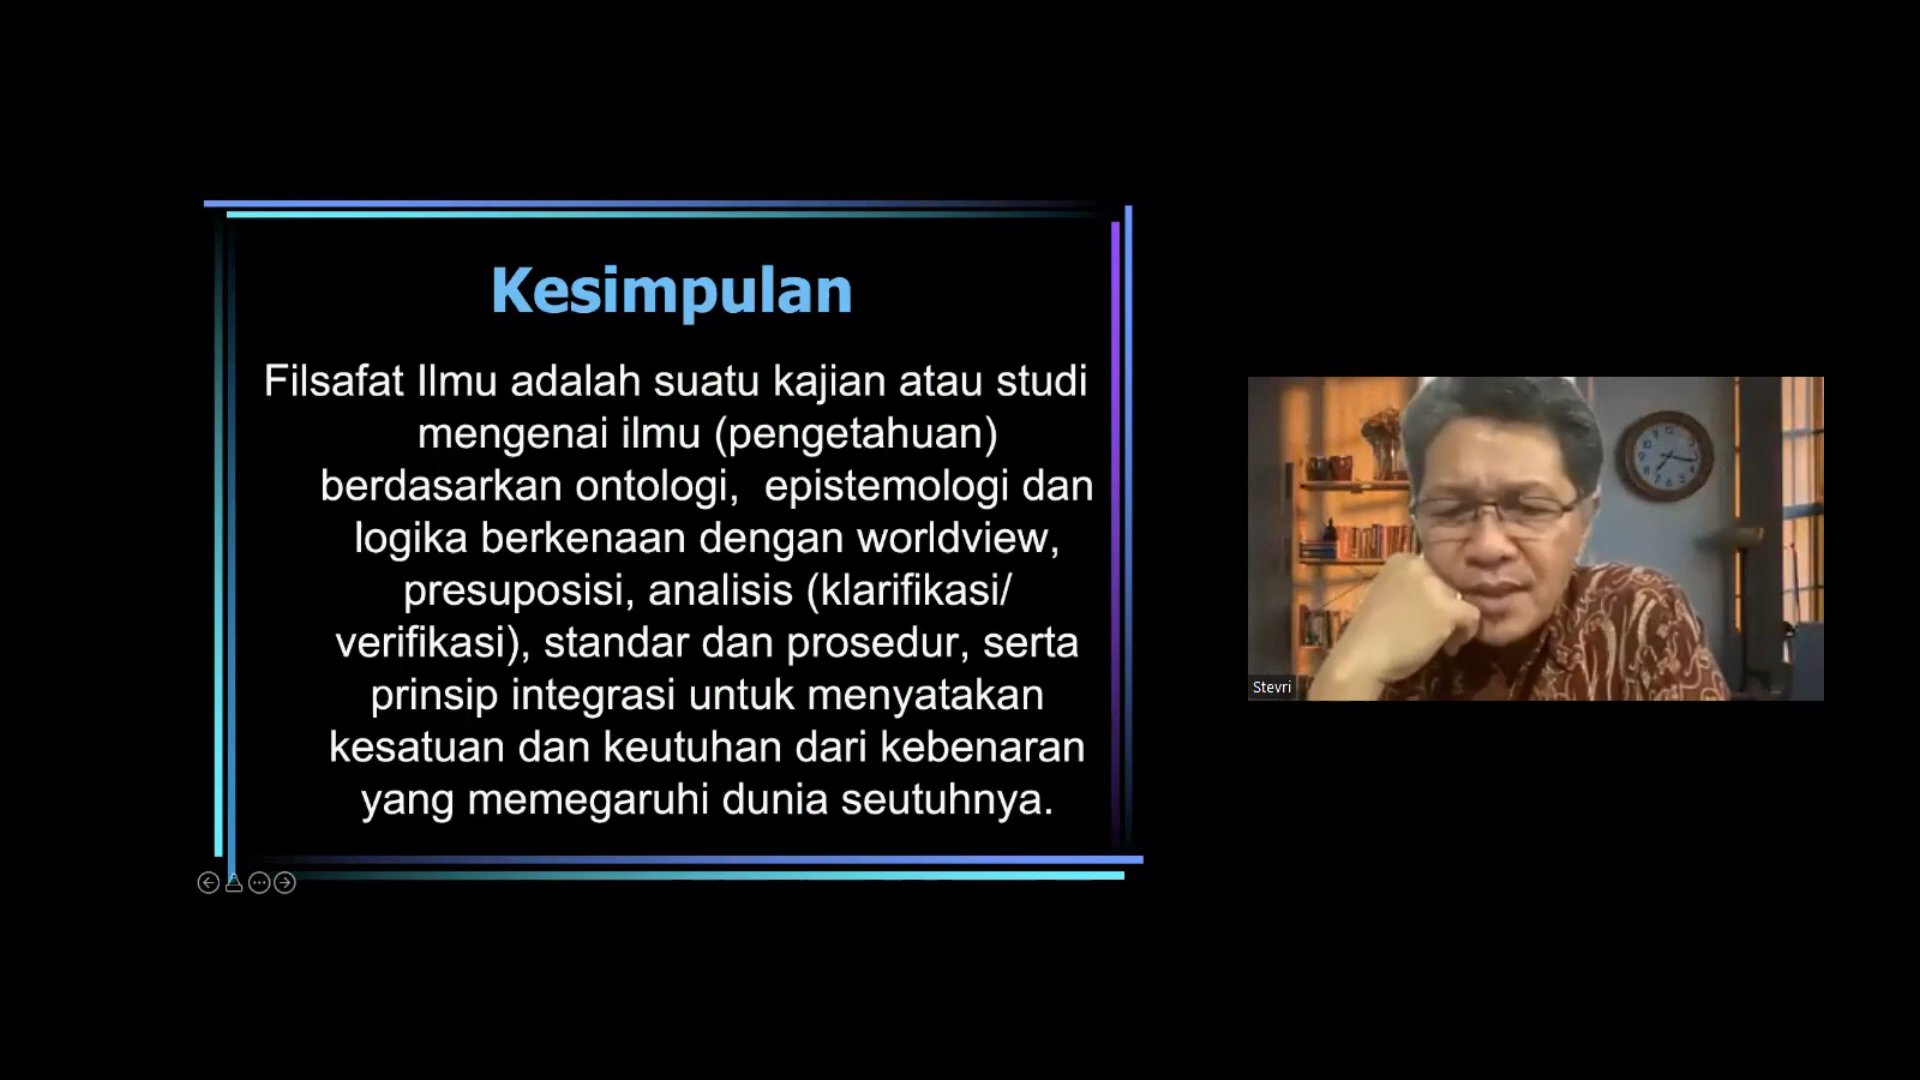 Kesimpulan
Filsafat Ilmu adalah suatu kajian atau studi
mengenai ilmu (pengetahuan)
berdasarkan ontologi,  epistemologi dan
logika berkenaan dengan worldview,
presuposisi, analisis (klarifikasi/
verifikasi), standar dan prosedur, serta
prinsip integrasi untuk menyatakan
kesatuan dan keutuhan dari kebenaran
yang memegaruhi dunia seutuhnya.
Stevri